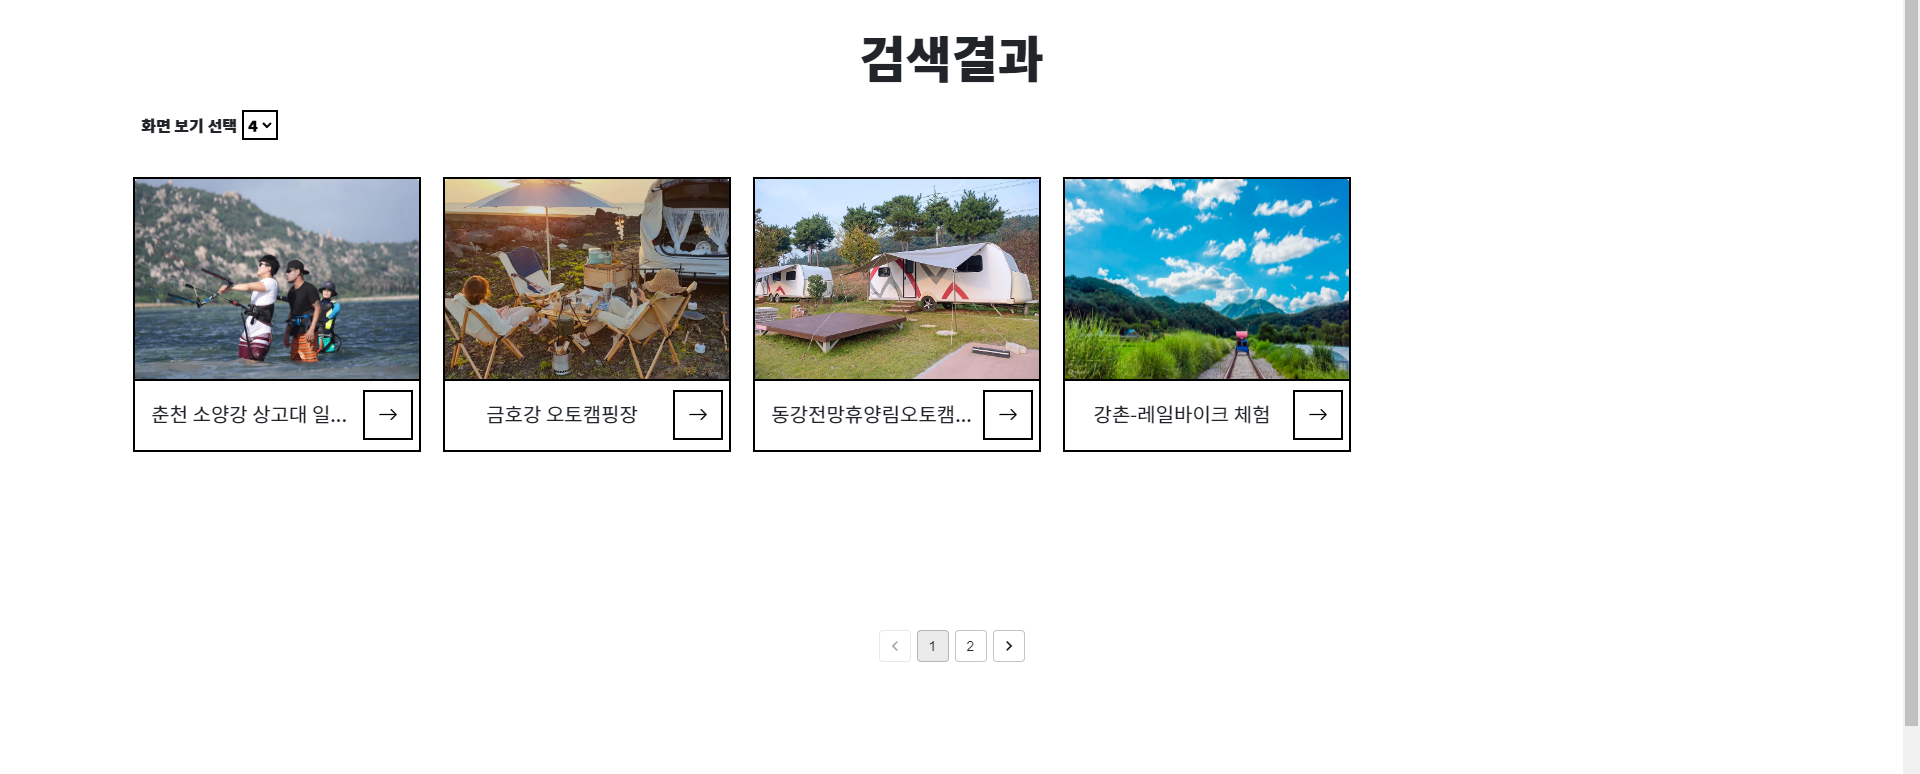 검색결과
화면 보기 선택 4
춘천 소양강 상고대 일...
금호강 오토캠핑장
동강전망휴양림오토캠...
강촌-레일바이크 체험
1 2